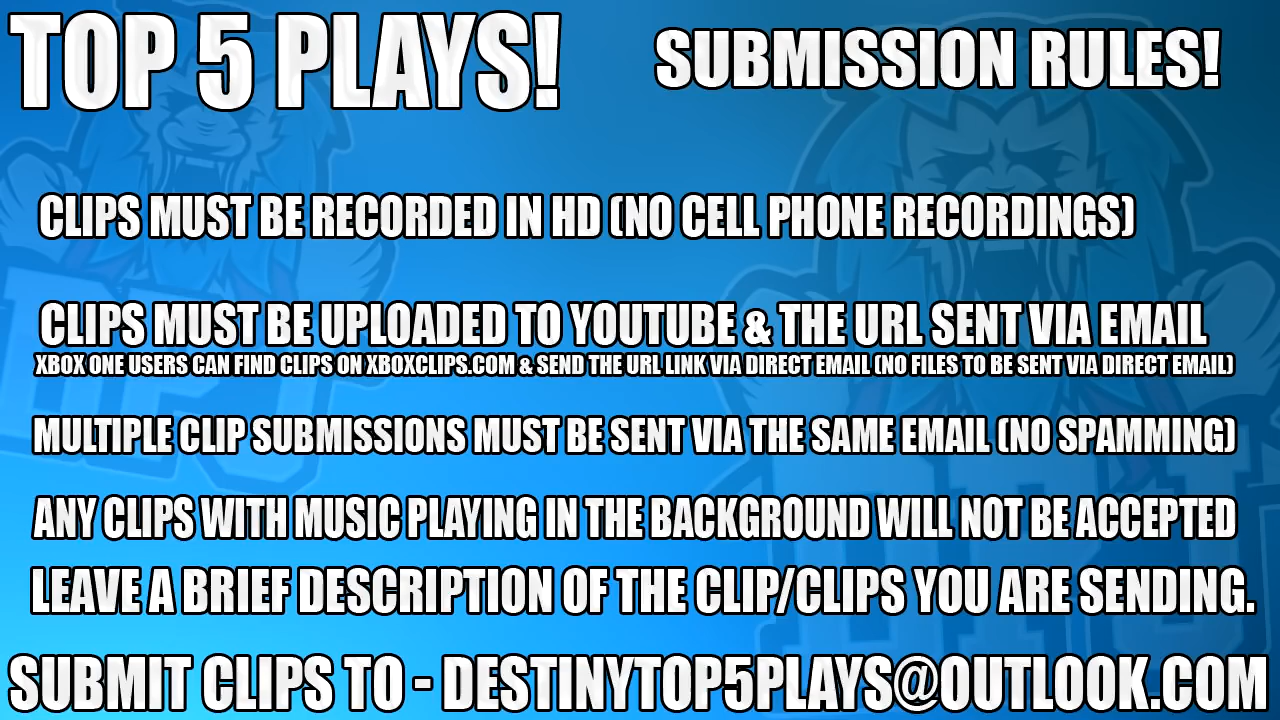 TOP 5 PLAYS!
SUBMISSION RULES!
CLIPS MUST BE RECORDED IN HD (NO CELL PHONE RECORDINGS)
CLIPS MUST BE UPLOADED TO YOUTUBE & THE URL SENT VIA EMAIL
XBOX ONE USERS CAN FIND CLIPS ON XBOXCLIPS.COM & SEND THE URL LINK VIA DIRECT EMAIL (NO FILES TO BE SENT VIA DIRECT EMAIL)
MULTIPLE CLIP SUBMISSIONS MUST BE SENT VIA THE SAME EMAIL (NO SPAMMING)
ANY CLIPS WITH MUSIC PLAYING IN THE BACKGROUND WILL NOT BE ACCEPTED
LEAVE A BRIEF DESCRIPTION OF THE CLIP/CLIPS YOU ARE SENDING.
SUBMIT CLIPS TO - DESTINYTOP5PLAYS@OUTLOOK.COM